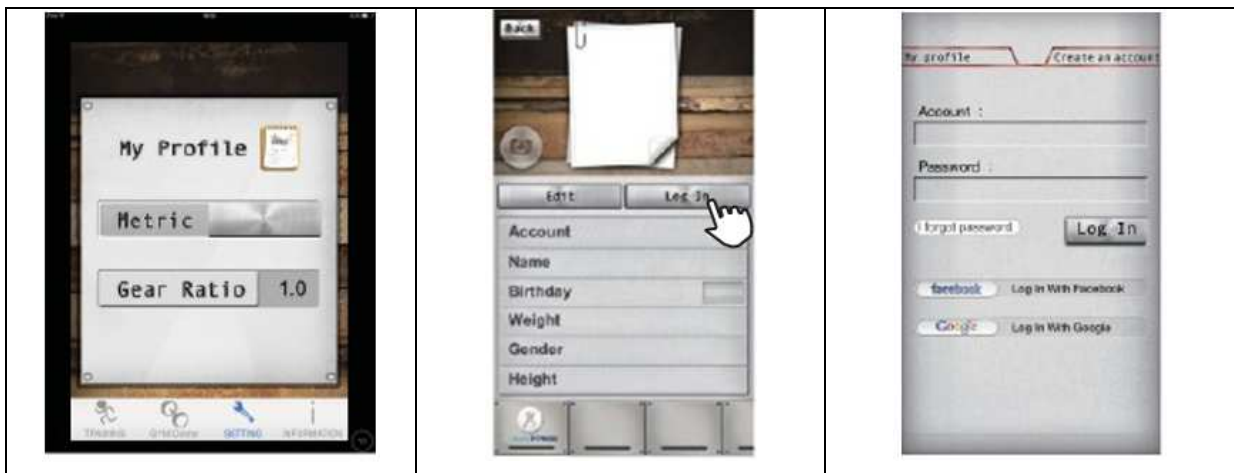 My Profile
Metric
Gear Ratio 1.0
TRAINING
SETTING
INFORMATION
Back
Edit
Log In
Account
Name
Birthday
Weight
Gender
Height
My profile
Create an account
Account :
Password :
I forgot password
Log In
facebook Log In With Facebook
Google Log In With Google